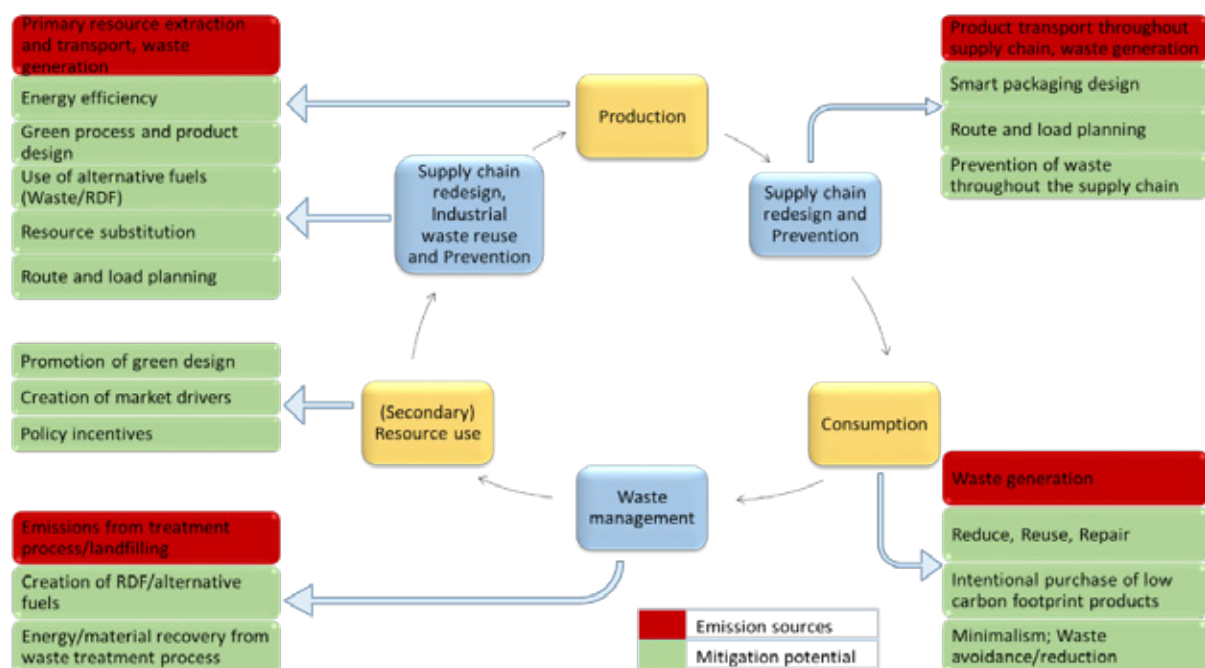 Primary resource extraction
and transport, waste
generation
Energy efficiency
Green process and product
design
Use of alternative fuels
(Waste/RDF)
Resource substitution
Route and load planning
Promotion of green design
Creation of market drivers
Policy incentives
Emissions from treatment
process/landfilling
Creation of RDF/alternative
fuels
Energy/material recovery from
waste treatment process
Production
Supply chain
redesign,
Industrial
waste reuse
and Prevention
Supply chain
redesign and
Prevention
(Secondary)
Resource use
Consumption
Waste
management
Product transport throughout
supply chain, waste generation
Smart packaging design
Route and load planning
Prevention of waste
throughout the supply chain
Waste generation
Reduce, Reuse, Repair
Intentional purchase of low
carbon footprint products
Minimalism; Waste
avoidance/reduction
Emission sources
Mitigation potential